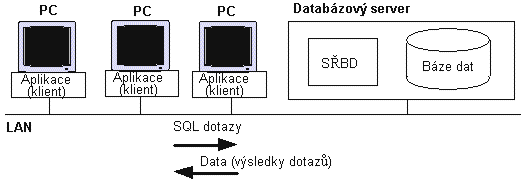 PC
PC
PC
Databázový server
Aplikace
(klient)
Aplikace
(klient)
Aplikace
(klient)
SŘBD
Báze dat
LAN
SQL dotazy
Data (výsledky dotazů)